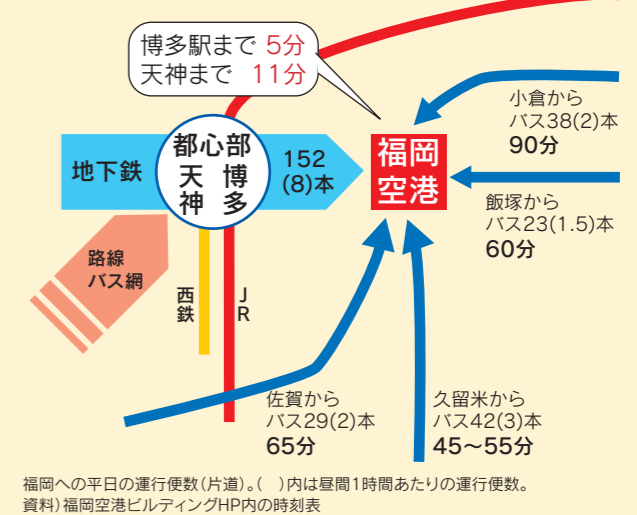 博多駅まで 5分
天神まで 11分
小倉から
バス38(2)本
90分
地下鉄
都心部
天神
博多
152
(8)本
福岡
空港
飯塚から
バス23(1.5)本
60分
路線
バス網
西鉄
JR
佐賀から
バス29(2)本
65分
久留米から
バス42(3)本
45～55分
福岡への平日の運行便数(片道)。(　)内は昼間1時間あたりの運行便数。
資料)福岡空港ビルディングHP内の時刻表